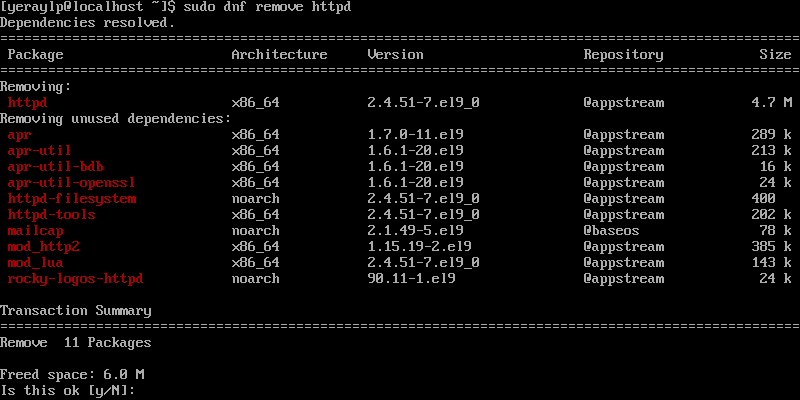 [yeraylp@localhost ~]$ sudo dnf remove httpd
Dependencies resolved.
================================================================================
 Package                    Architecture     Version                    Repository            Size
================================================================================
Removing:
 httpd                      x86_64           2.4.51-7.el9_0             @appstream           4.7 M
Removing unused dependencies:
 apr                        x86_64           1.7.0-11.el9               @appstream           289 k
 apr-util                   x86_64           1.6.1-20.el9               @appstream           213 k
 apr-util-bdb               x86_64           1.6.1-20.el9               @appstream            16 k
 apr-util-openssl           x86_64           1.6.1-20.el9               @appstream            24 k
 httpd-filesystem           noarch           2.4.51-7.el9_0             @appstream           400
 httpd-tools                x86_64           2.4.51-7.el9_0             @appstream           202 k
 mailcap                    noarch           2.1.49-5.el9               @baseos               78 k
 mod_http2                  x86_64           1.15.19-2.el9              @appstream           385 k
 mod_lua                    x86_64           2.4.51-7.el9_0             @appstream           143 k
 rocky-logos-httpd          noarch           90.11-1.el9                @appstream            24 k

Transaction Summary
================================================================================
Remove  11 Packages

Freed space: 6.0 M
Is this ok [y/N]: